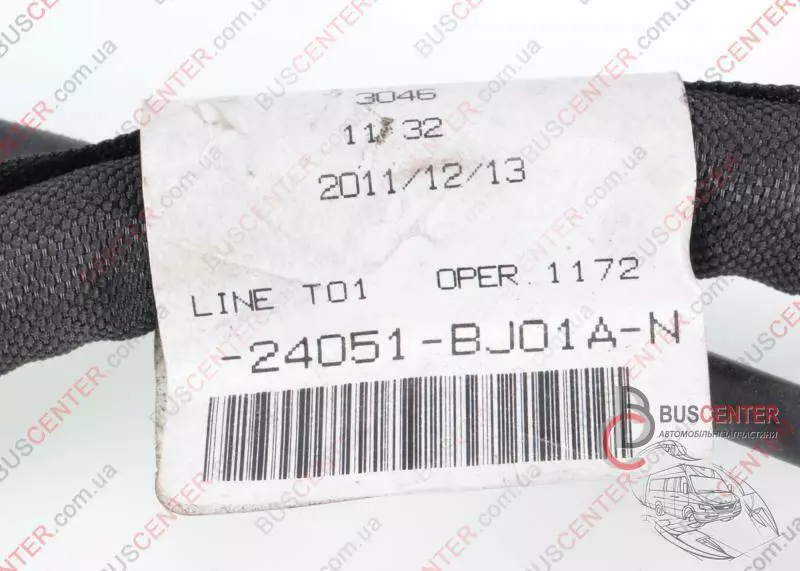 3046
11 32
2011/12/13
LINE T01 OPER. 1172
-24051-BJ01A-N
BUSCENTER
АВТОМОБІЛЬНІ ЗАПЧАСТИНИ
BUSCENTER.com.ua